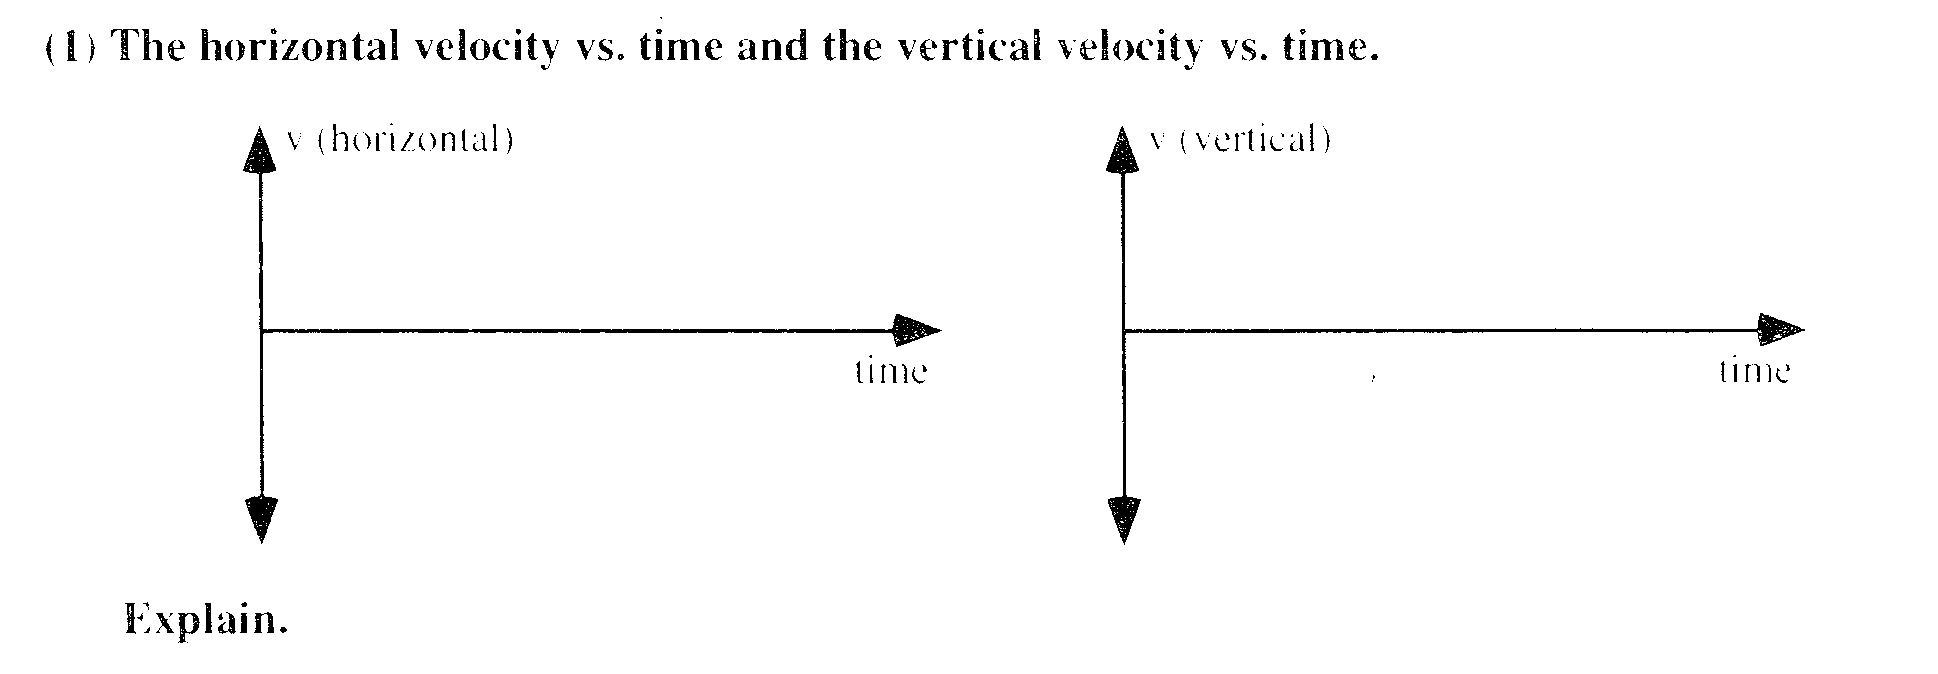 (1) The horizontal velocity vs. time and the vertical velocity vs. time.
v (horizontal)
v (vertical)
time
time
Explain.